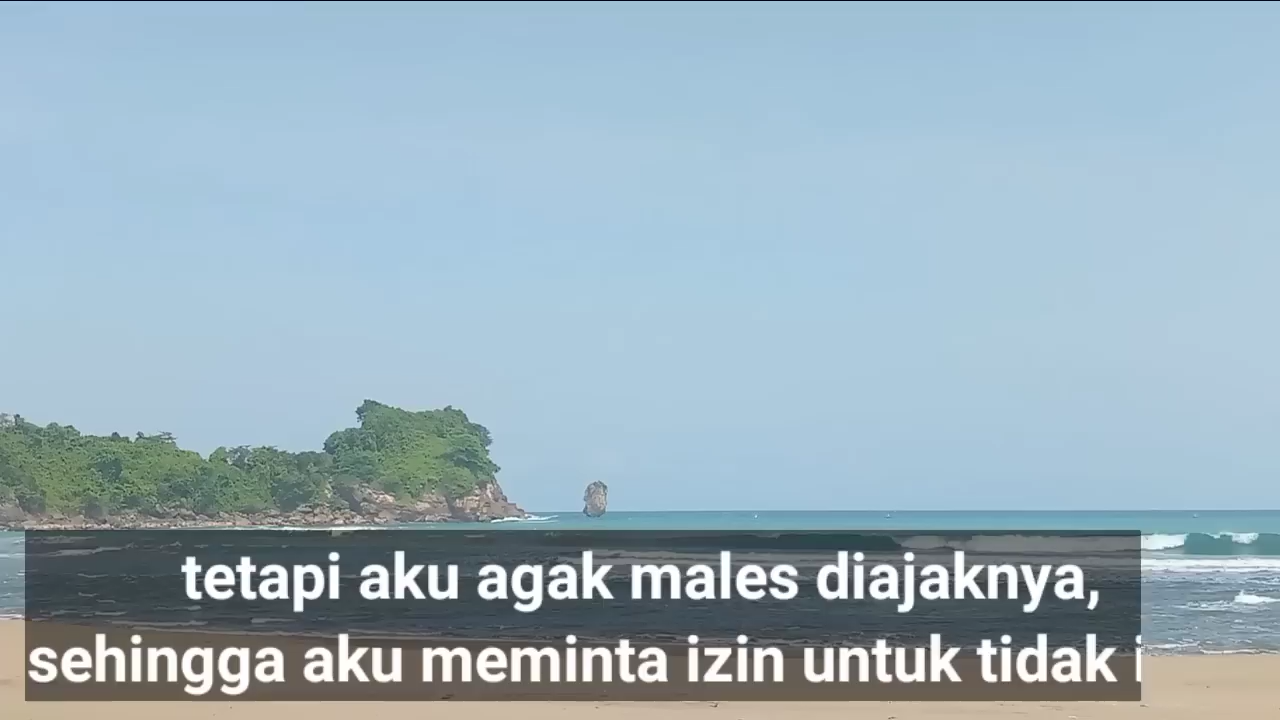 tetapi aku agak males diajaknya,
sehingga aku meminta izin untuk tidak